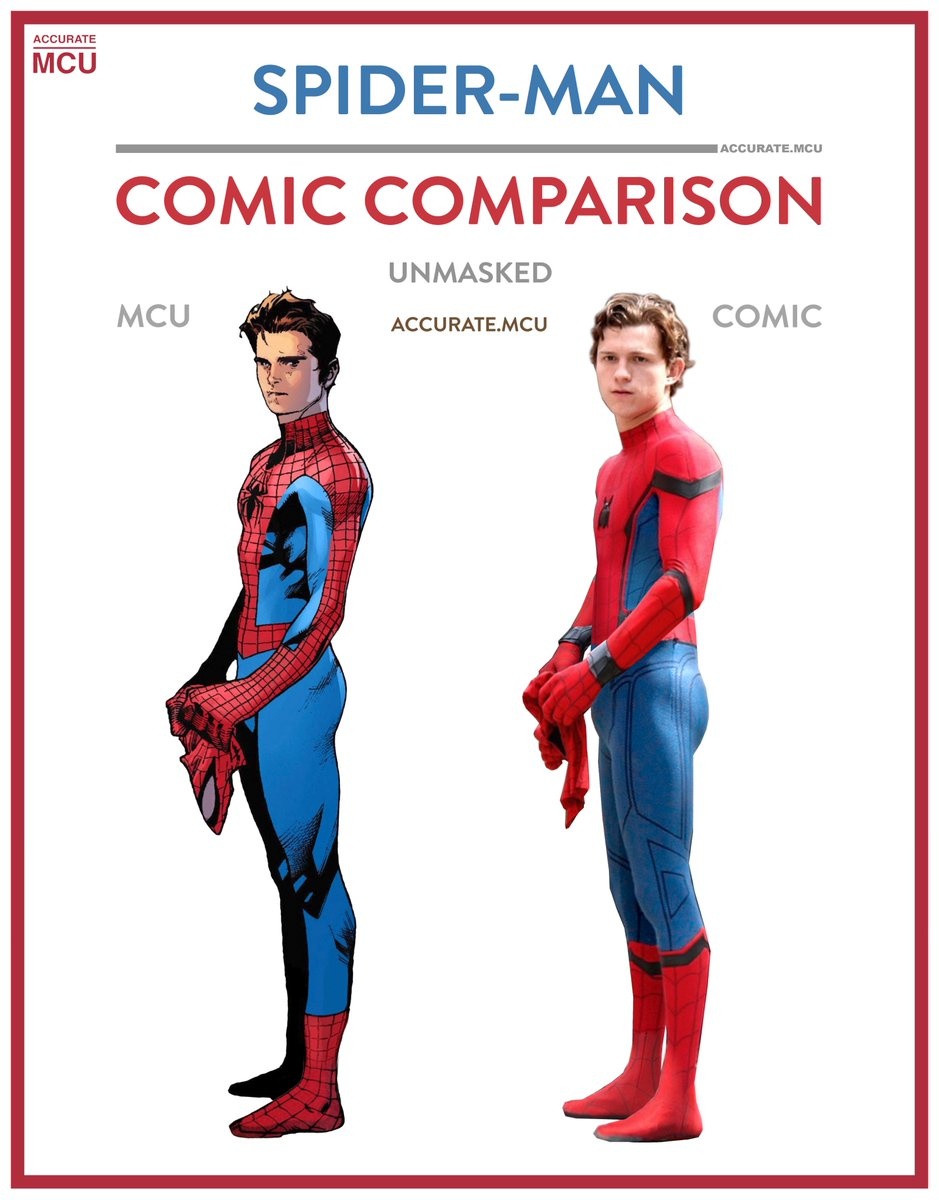 ACCURATE
MCU
SPIDER-MAN
ACCURATE.MCU
COMIC COMPARISON
UNMASKED
MCU
ACCURATE.MCU
COMIC